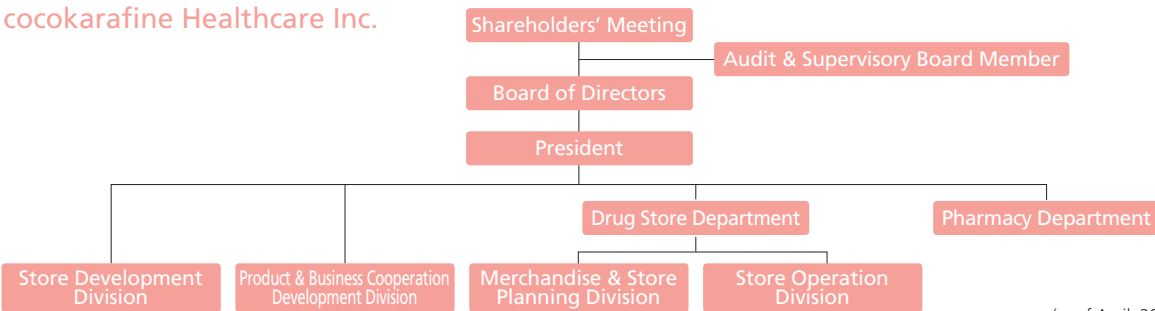 cocokarafine Healthcare Inc.
Shareholders’ Meeting
Audit & Supervisory Board Member
Board of Directors
President
Drug Store Department
Pharmacy Department
Store Development
Division
Product & Business Cooperation
Development Division
Merchandise & Store
Planning Division
Store Operation
Division